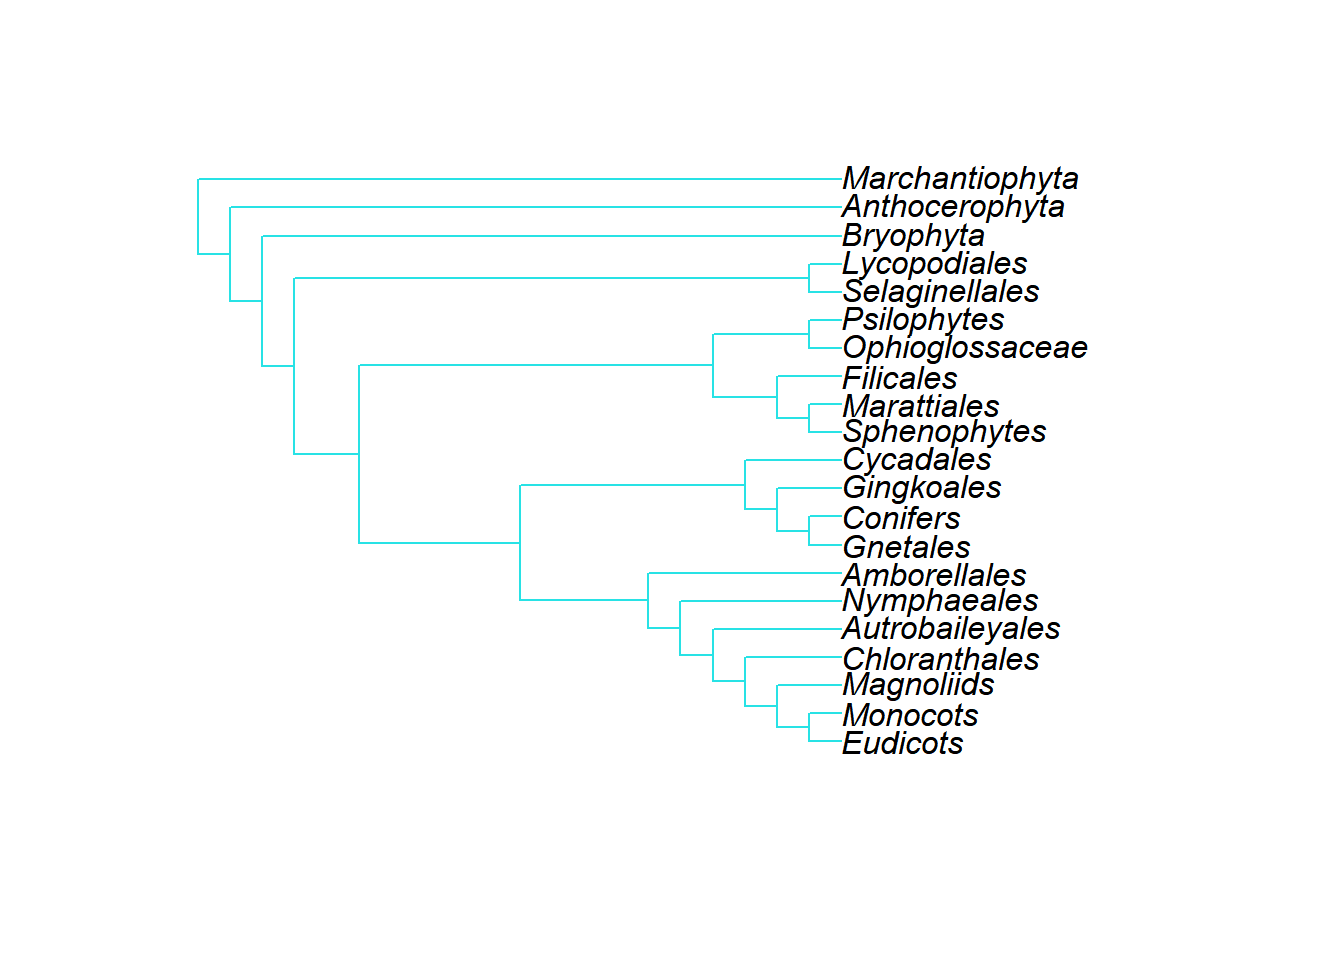 Marchantiophyta
Anthocerophyta
Bryophyta
Lycopodiales
Selaginellales
Psilophytes
Ophioglossaceae
Filicales
Marattiales
Sphenophytes
Cycadales
Gingkoales
Conifers
Gnetales
Amborellales
Nymphaeales
Autrobaileyales
Chloranthales
Magnoliids
Monocots
Eudicots